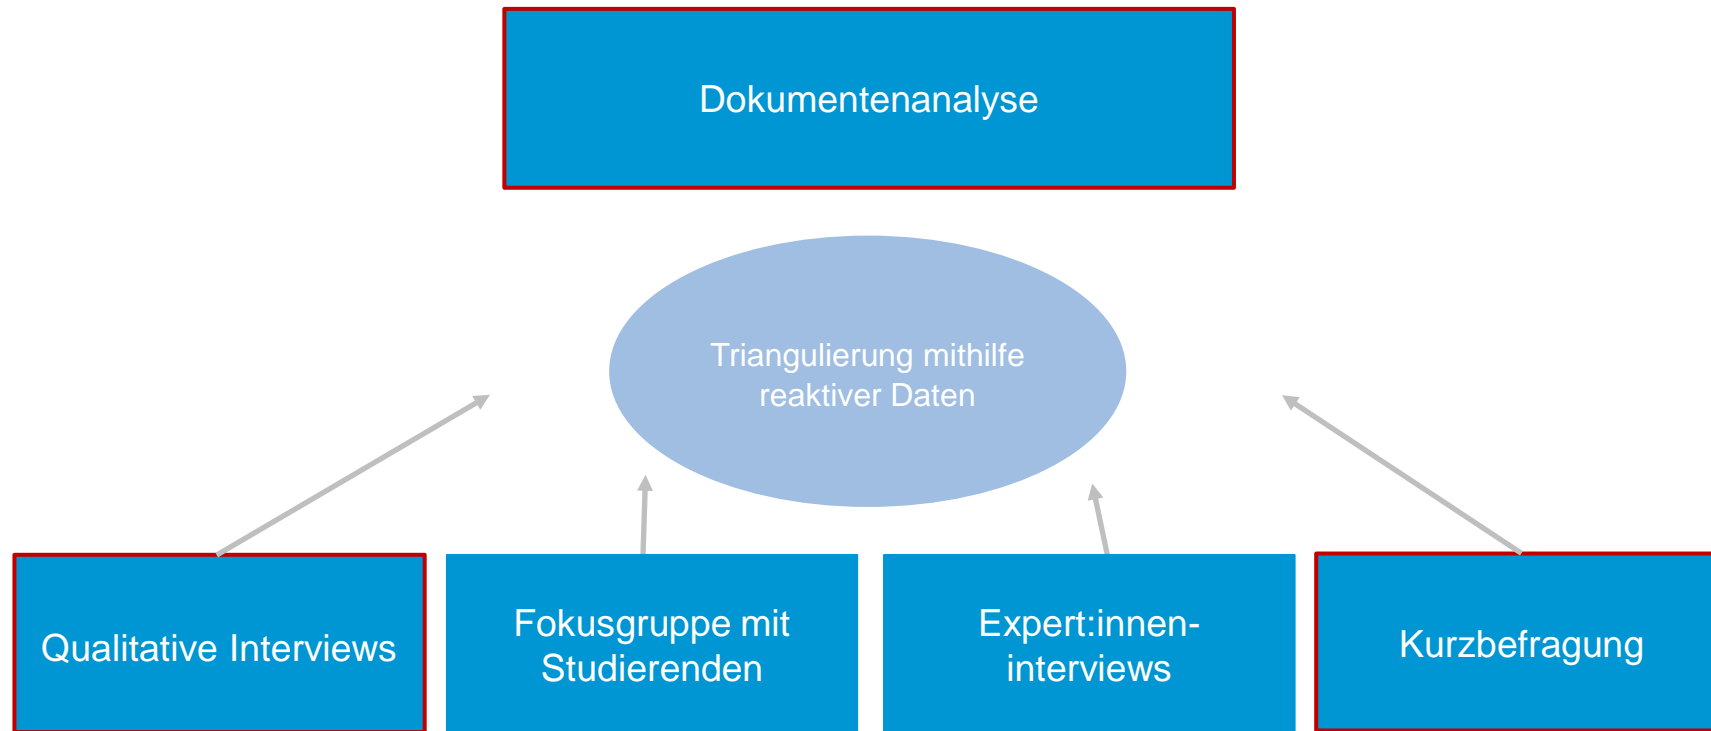 Dokumentenanalyse
Triangulierung mithilfe
reaktiver Daten
Qualitative Interviews
Fokusgruppe mit
Studierenden
Expert:innen-
interviews
Kurzbefragung